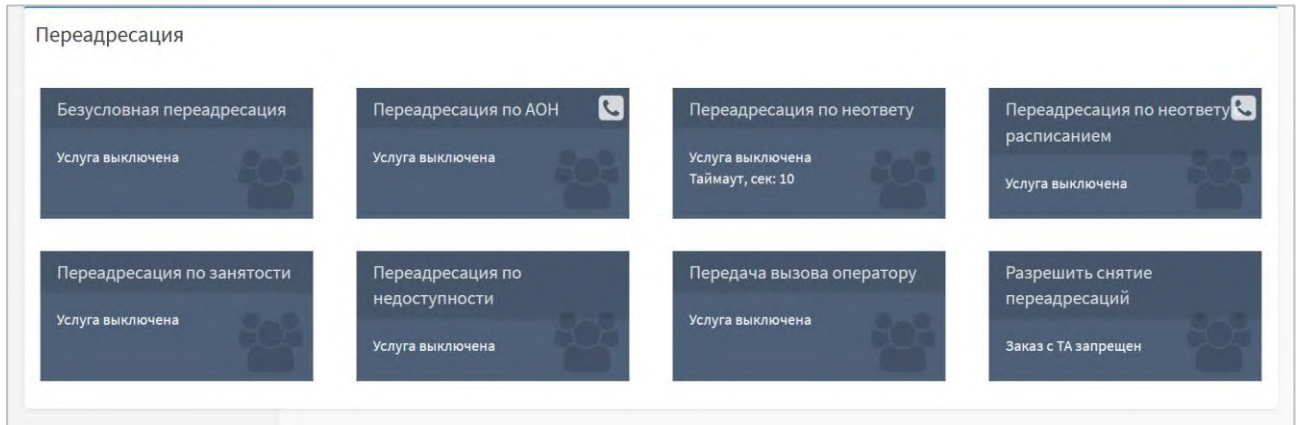 Переадресация
Безусловная переадресация
Услуга выключена
Переадресация по АОН
Услуга выключена
Переадресация по неответу
Услуга выключена
Таймаут, сек: 10
Переадресация по неответу
расписанием
Услуга выключена
Переадресация по занятости
Услуга выключена
Переадресация по
недоступности
Услуга выключена
Передача вызова оператору
Услуга выключена
Разрешить снятие
переадресаций
Заказ с ТА запрещен